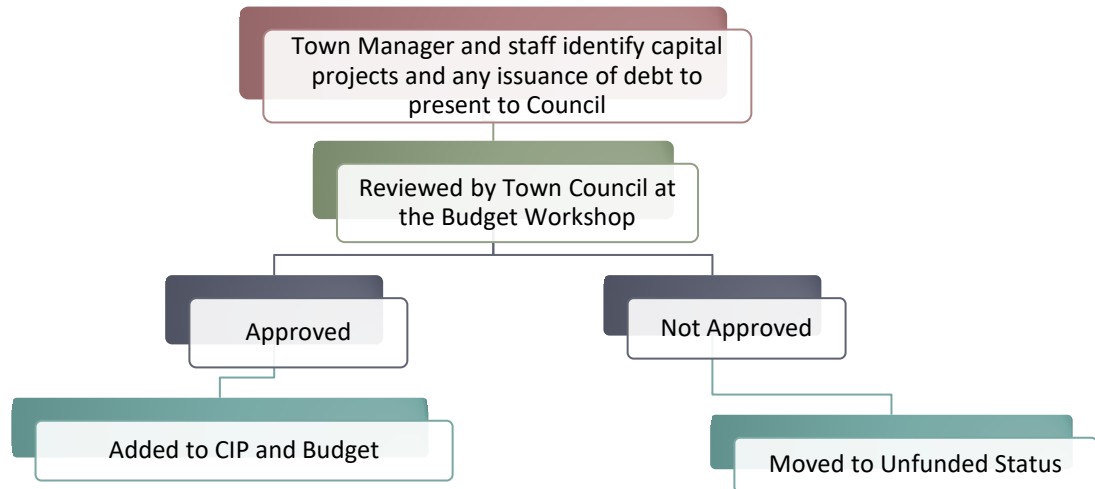 Town Manager and staff identify capital
projects and any issuance of debt to
present to Council
Reviewed by Town Council at
the Budget Workshop
Approved
Not Approved
Added to CIP and Budget
Moved to Unfunded Status